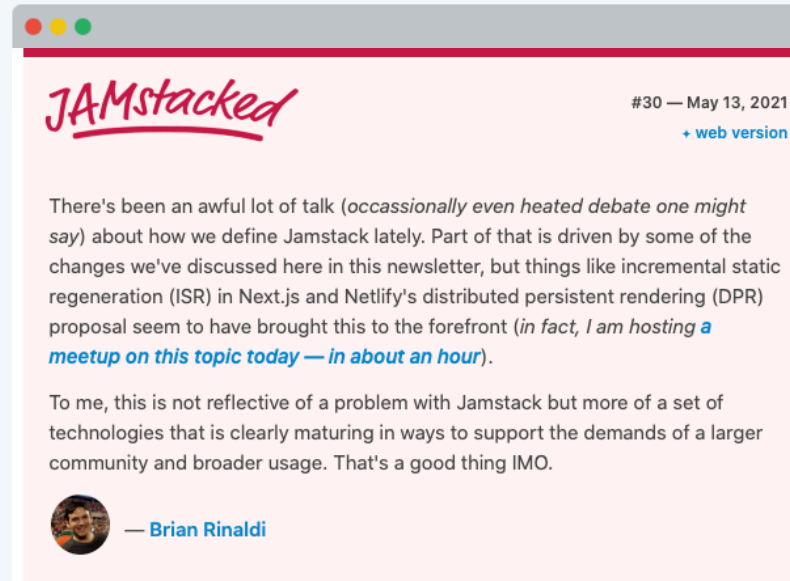 JAMstacked
#30 — May 13, 2021
+ web version
There's been an awful lot of talk (occassionally even heated debate one might
say) about how we define Jamstack lately. Part of that is driven by some of the
changes we've discussed here in this newsletter, but things like incremental static
regeneration (ISR) in Next.js and Netlify's distributed persistent rendering (DPR)
proposal seem to have brought this to the forefront (in fact, I am hosting a
meetup on this topic today — in about an hour).
To me, this is not reflective of a problem with Jamstack but more of a set of
technologies that is clearly maturing in ways to support the demands of a larger
community and broader usage. That's a good thing IMO.
— Brian Rinaldi